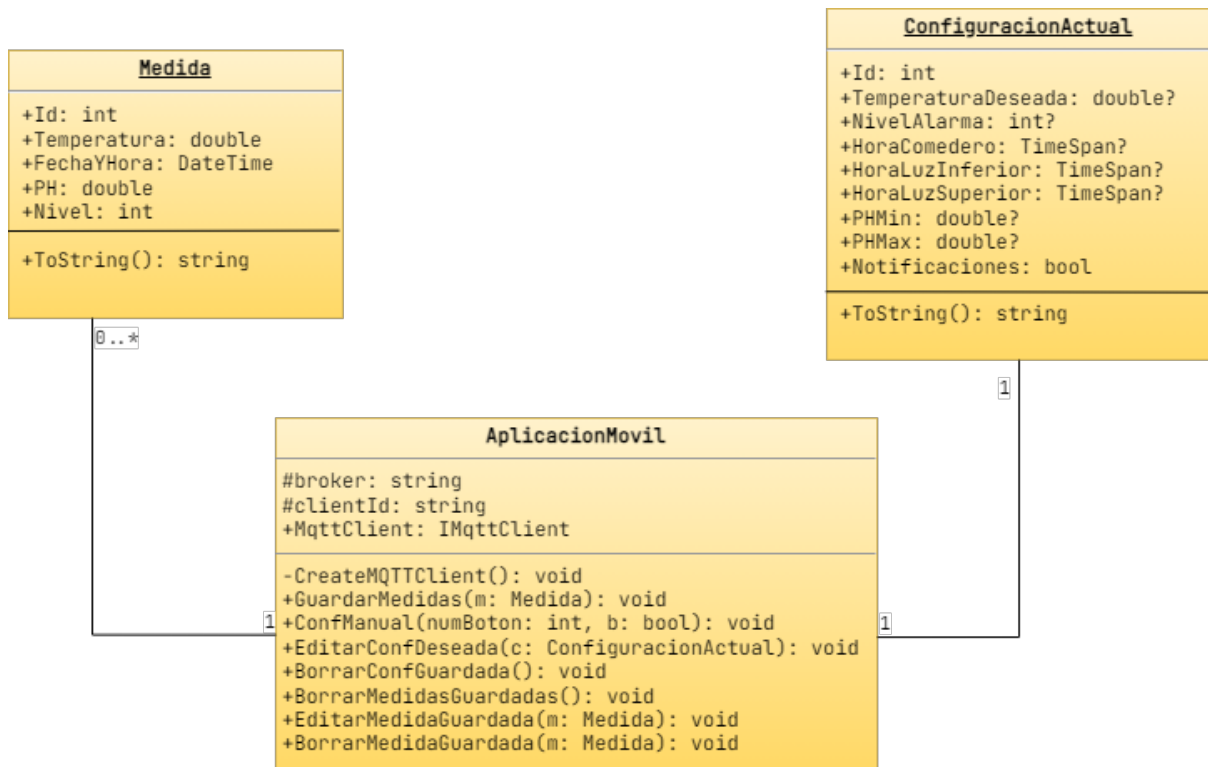 Medida
+Id: int
+Temperatura: double
+FechaYHora: DateTime
+PH: double
+Nivel: int
+ToString(): string
0..*
ConfiguracionActual
+Id: int
+TemperaturaDeseada: double?
+NivelAlarma: int?
+HoraComedero: TimeSpan?
+HoraLuzInferior: TimeSpan?
+HoraLuzSuperior: TimeSpan?
+PHMin: double?
+PHMax: double?
+Notificaciones: bool
+ToString(): string
1
AplicacionMovil
#broker: string
#clientId: string
+MqttClient: IMqttClient
-CreateMQTTClient(): void
+GuardarMedidas(m: Medida): void
+ConfManual(numBoton: int, b: bool): void
+EditarConfDeseada(c: ConfiguracionActual): void
+BorrarConfGuardada(): void
+BorrarMedidasGuardadas(): void
+EditarMedidaGuardada(m: Medida): void
+BorrarMedidaGuardada(m: Medida): void
1
1